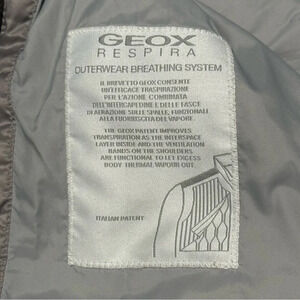 GEOX
RESPIRA
OUTERWEAR BREATHING SYSTEM
IL BREVETTO GEOX CONSENTE
UN'EFFICACE TRASPIRAZIONE
PER L'AZIONE COMBINATA
DELL'INTERCAPEDINE E DELLE FASCE
DI AERAZIONE SULLE SPALLE, FUNZIONALI
ALLA FUORIUSCITA DEL VAPORE.
THE GEOX PATENT IMPROVES
TRANSPIRATION AS THE INTERSPACE
LAYER INSIDE AND THE VENTILATION
BANDS ON THE SHOULDERS
ARE FUNCTIONAL TO LET EXCESS
BODY THERMAL VAPOUR OUT.
ITALIAN PATENT